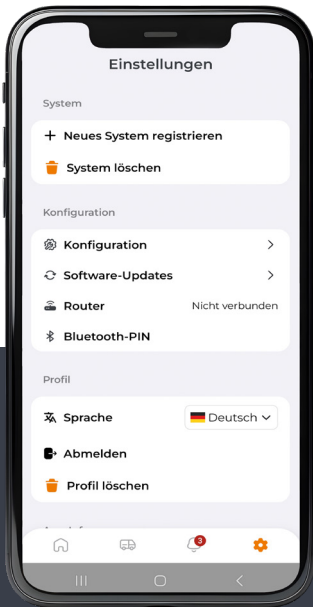 Einstellungen
System
+ Neues System registrieren
System löschen
Konfiguration
Konfiguration
Software-Updates
Router Nicht verbunden
Bluetooth-PIN
Profil
Sprache Deutsch
Abmelden
Profil löschen
3